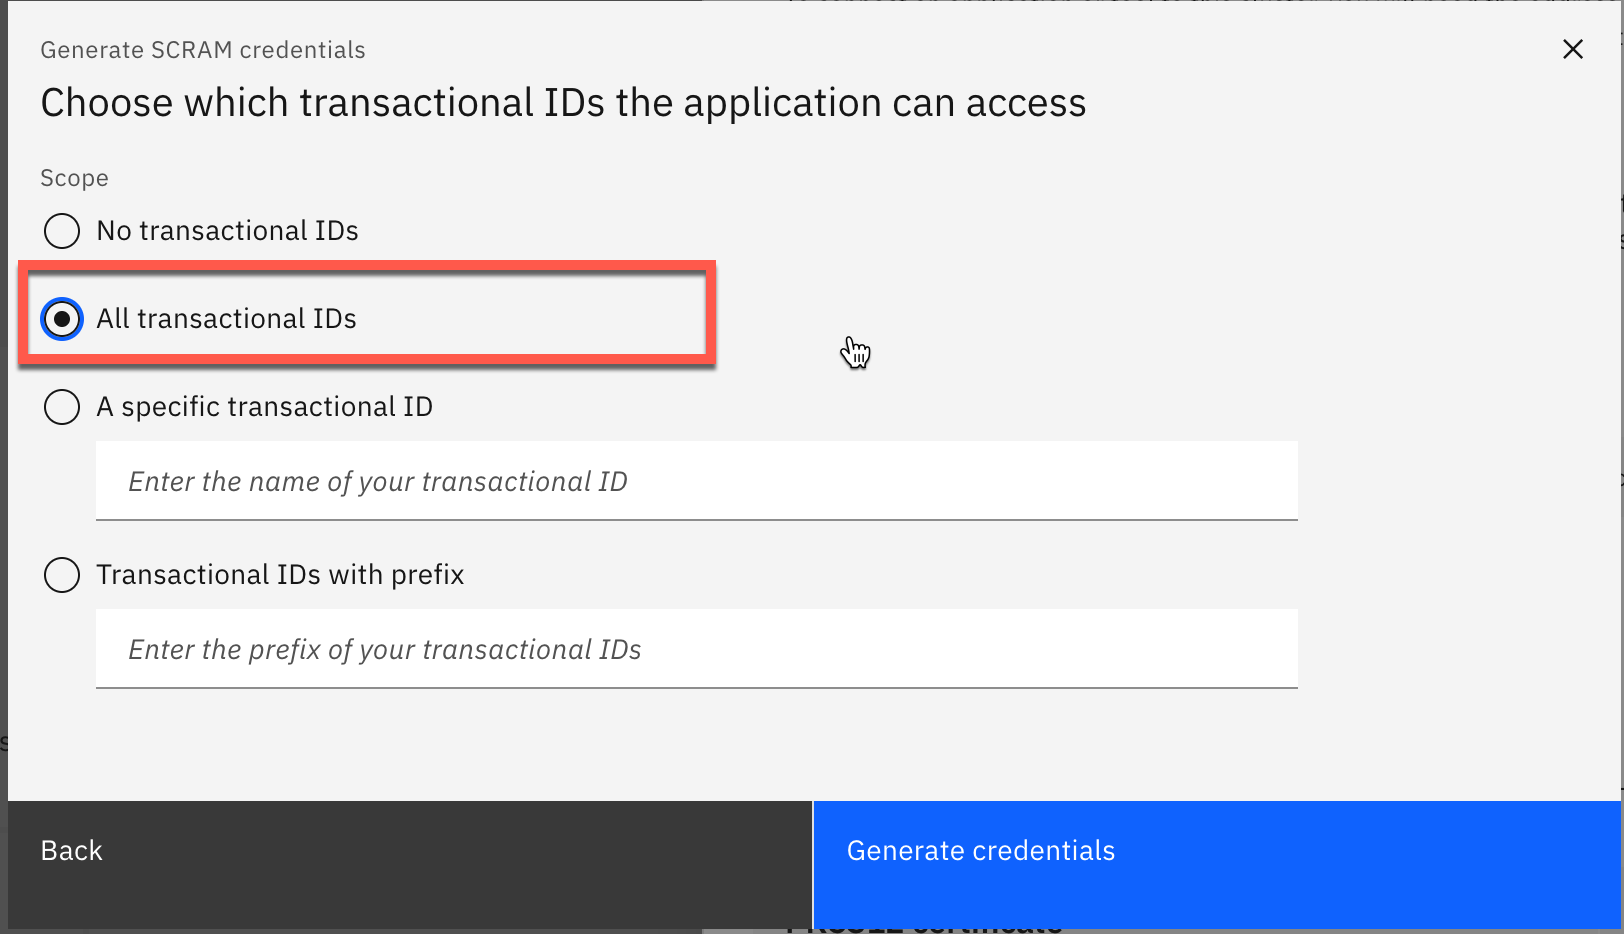 Generate SCRAM credentials
Choose which transactional IDs the application can access
Scope
No transactional IDs
All transactional IDs
A specific transactional ID
Enter the name of your transactional ID
Transactional IDs with prefix
Enter the prefix of your transactional IDs
Back
Generate credentials